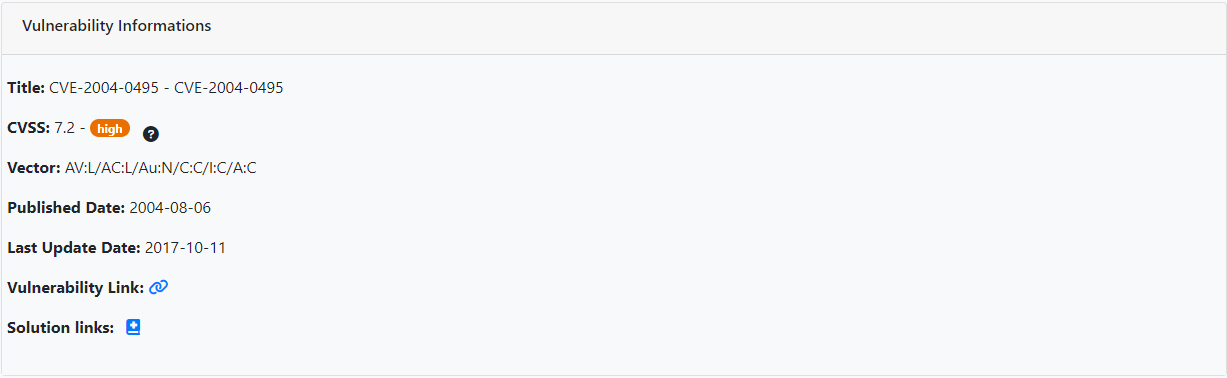 Vulnerability Informations
Title: CVE-2004-0495 - CVE-2004-0495
CVSS: 7.2 - high ?
Vector: AV:L/AC:L/Au:N/C:C/I:C/A:C
Published Date: 2004-08-06
Last Update Date: 2017-10-11
Vulnerability Link:
Solution links: